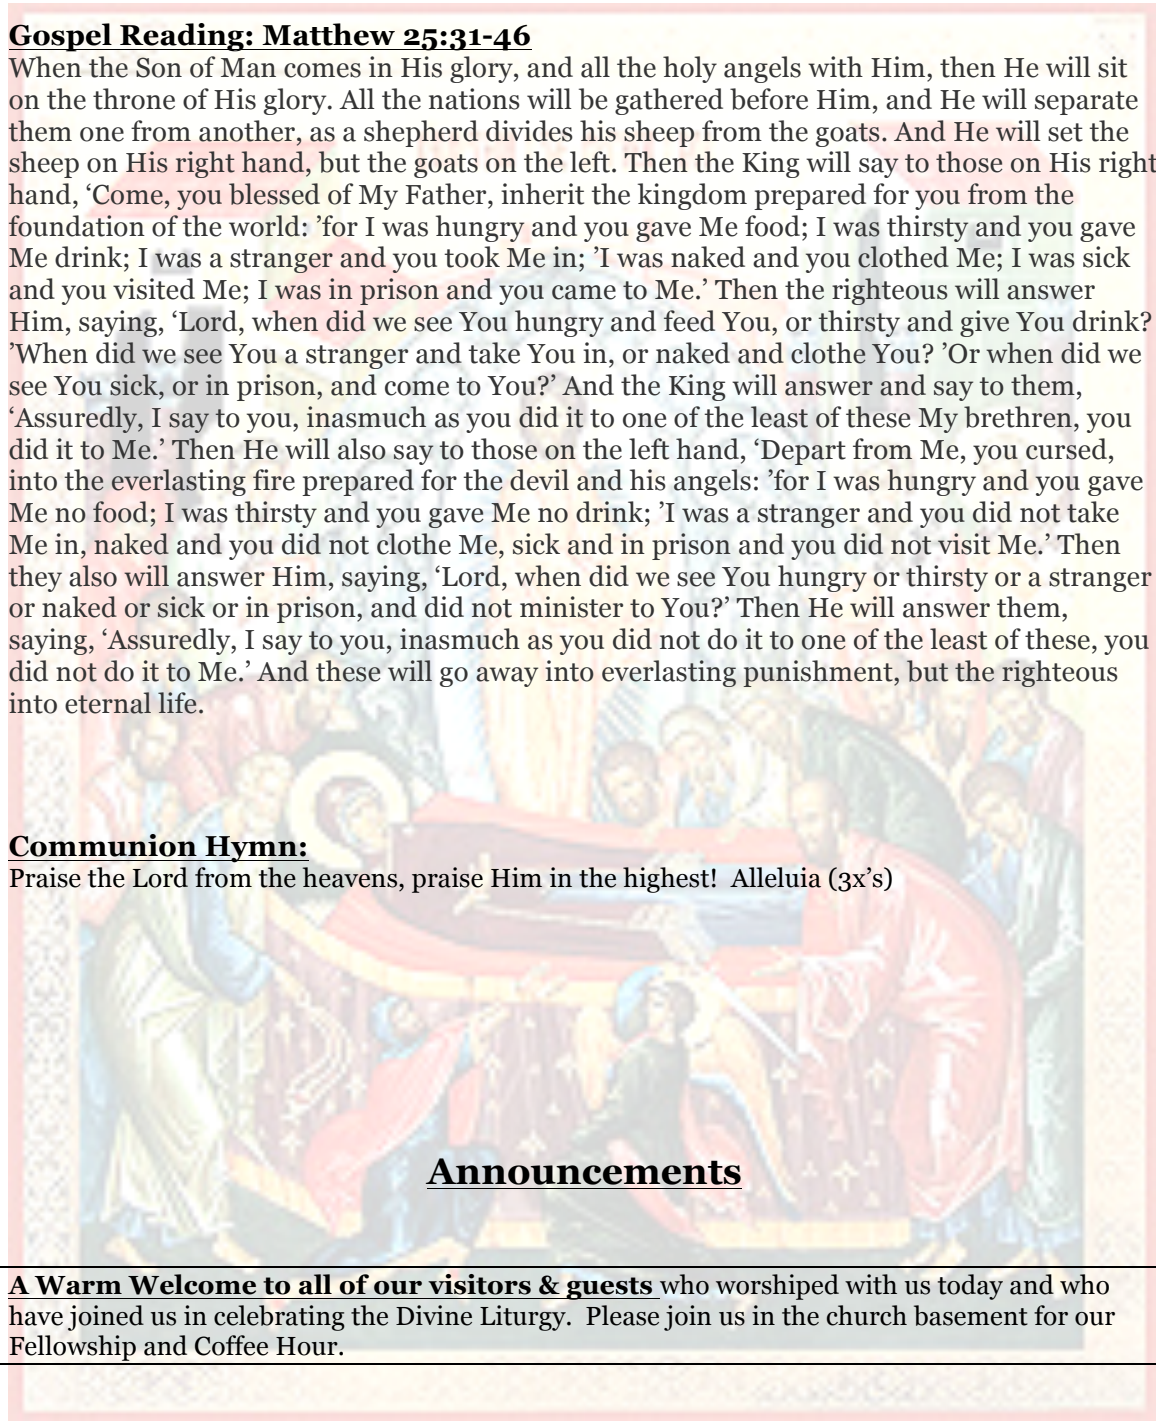 Gospel Reading: Matthew 25:31-46
When the Son of Man comes in His glory, and all the holy angels with Him, then He will sit
on the throne of His glory. All the nations will be gathered before Him, and He will separate
them one from another, as a shepherd divides his sheep from the goats. And He will set the
sheep on His right hand, but the goats on the left. Then the King will say to those on His right
hand, ‘Come, you blessed of My Father, inherit the kingdom prepared for you from the
foundation of the world: ’for I was hungry and you gave Me food; I was thirsty and you gave
Me drink; I was a stranger and you took Me in; ’I was naked and you clothed Me; I was sick
and you visited Me; I was in prison and you came to Me.’ Then the righteous will answer
Him, saying, ‘Lord, when did we see You hungry and feed You, or thirsty and give You drink?
’When did we see You a stranger and take You in, or naked and clothe You? ’Or when did we
see You sick, or in prison, and come to You?’ And the King will answer and say to them,
‘Assuredly, I say to you, inasmuch as you did it to one of the least of these My brethren, you
did it to Me.’ Then He will also say to those on the left hand, ‘Depart from Me, you cursed,
into the everlasting fire prepared for the devil and his angels: ’for I was hungry and you gave
Me no food; I was thirsty and you gave Me no drink; ’I was a stranger and you did not take
Me in, naked and you did not clothe Me, sick and in prison and you did not visit Me.’ Then
they also will answer Him, saying, ‘Lord, when did we see You hungry or thirsty or a stranger
or naked or sick or in prison, and did not minister to You?’ Then He will answer them,
saying, ‘Assuredly, I say to you, inasmuch as you did not do it to one of the least of these, you
did not do it to Me.’ And these will go away into everlasting punishment, but the righteous
into eternal life.
Communion Hymn:
Praise the Lord from the heavens, praise Him in the highest!  Alleluia (3x’s)
Announcements
A Warm Welcome to all of our visitors & guests who worshiped with us today and who
have joined us in celebrating the Divine Liturgy.  Please join us in the church basement for our
Fellowship and Coffee Hour.